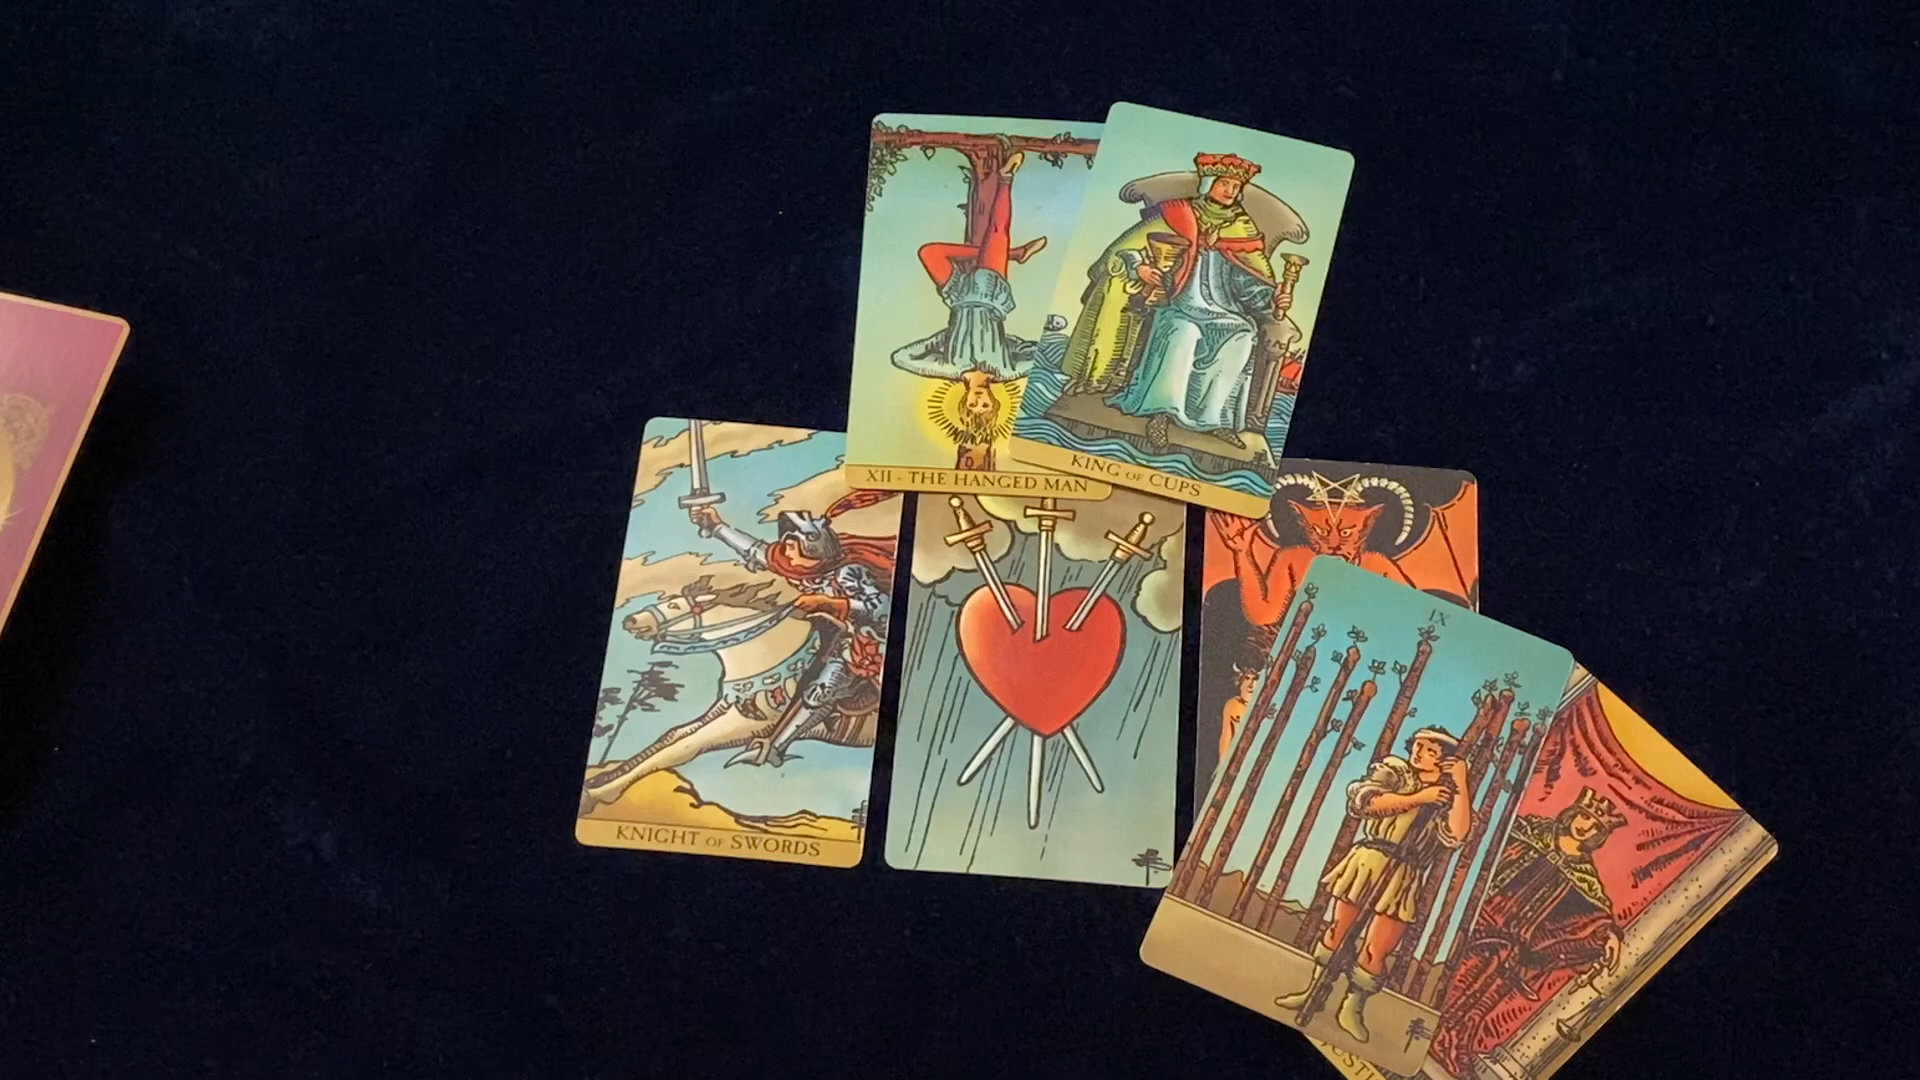 XII - THE HANGED MAN
KING OF CUPS
IX
KNIGHT OF SWORDS